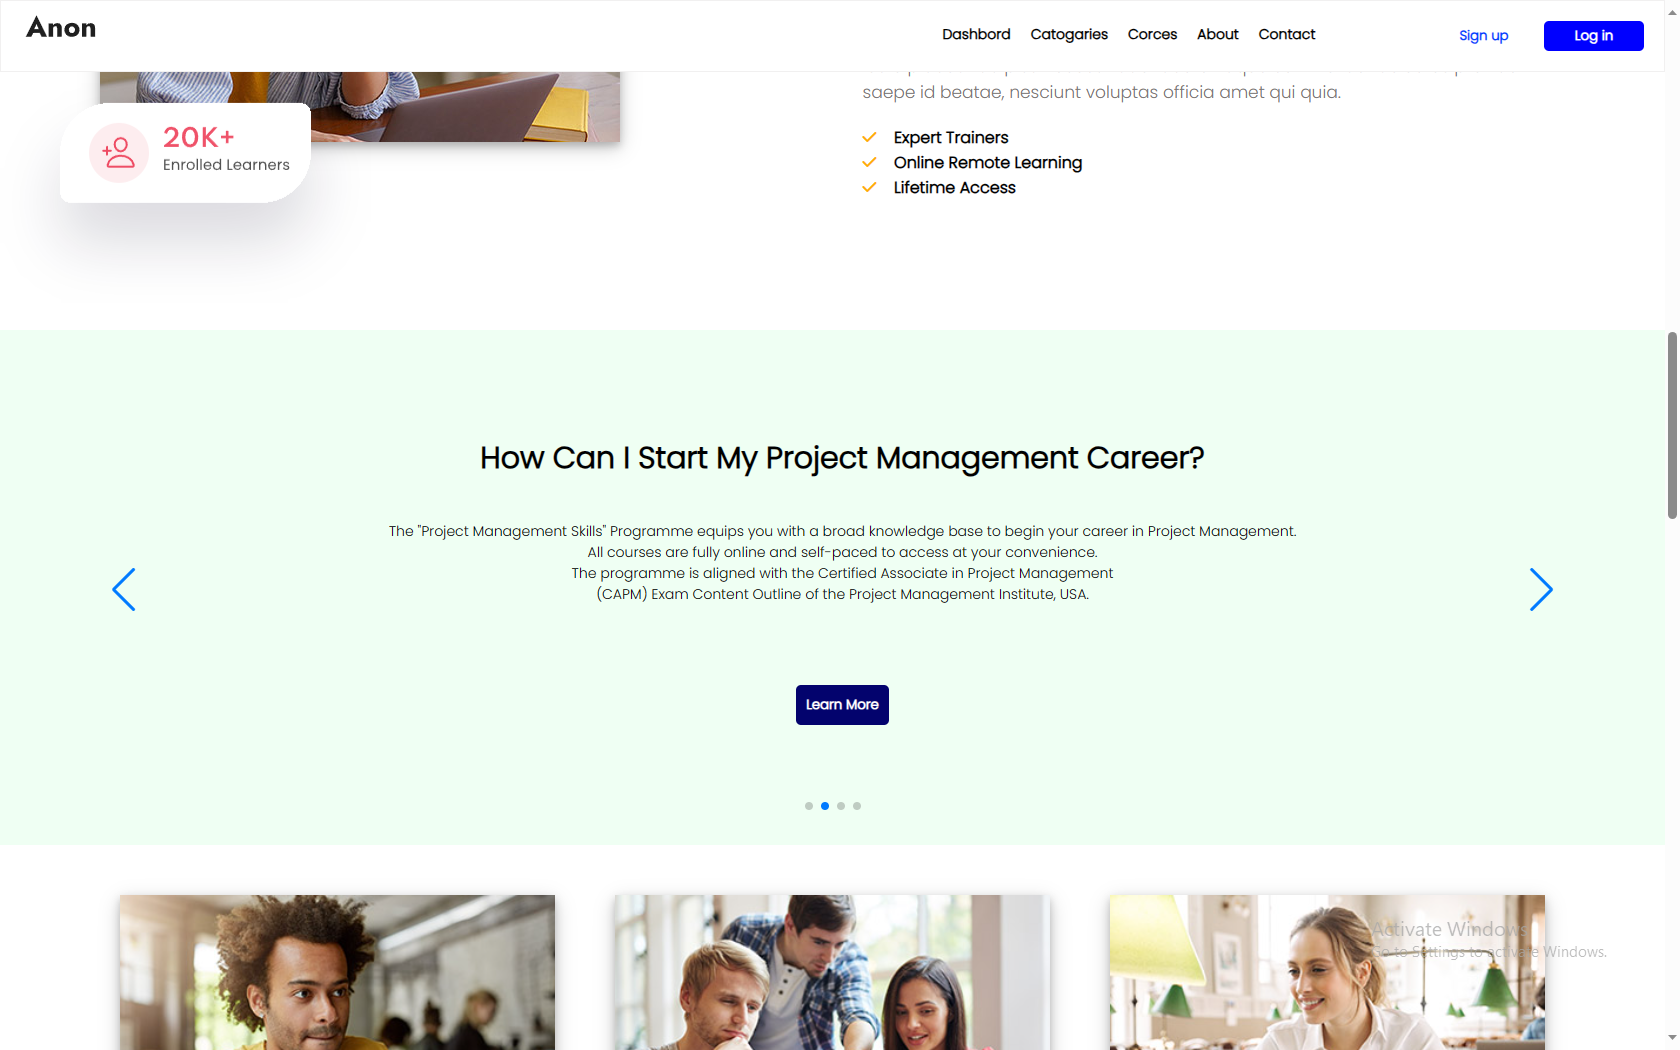 Anon
Dashbord Catogaries Corces About Contact Sign up Log in
saepe id beatae, nesciunt voluptas officia amet qui quia.
20K+
Enrolled Learners
Expert Trainers
Online Remote Learning
Lifetime Access
How Can I Start My Project Management Career?
The "Project Management Skills" Programme equips you with a broad knowledge base to begin your career in Project Management.
All courses are fully online and self-paced to access at your convenience.
The programme is aligned with the Certified Associate in Project Management
(CAPM) Exam Content Outline of the Project Management Institute, USA.
Learn More
Activate Windows
Go to Settings to activate Windows.